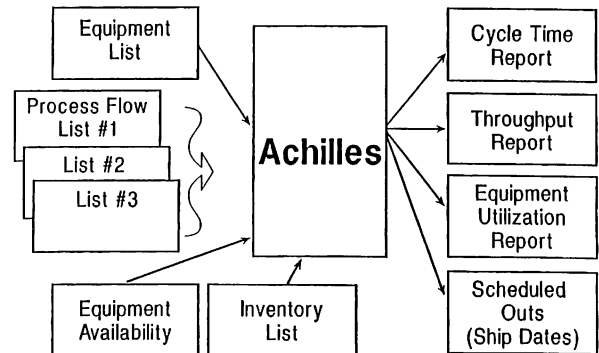 Equipment
List
Process Flow
List #1
List #2
List #3
Equipment
Availability
Inventory
List
Achilles
Cycle Time
Report
Throughput
Report
Equipment
Utilization
Report
Scheduled
Outs
(Ship Dates)